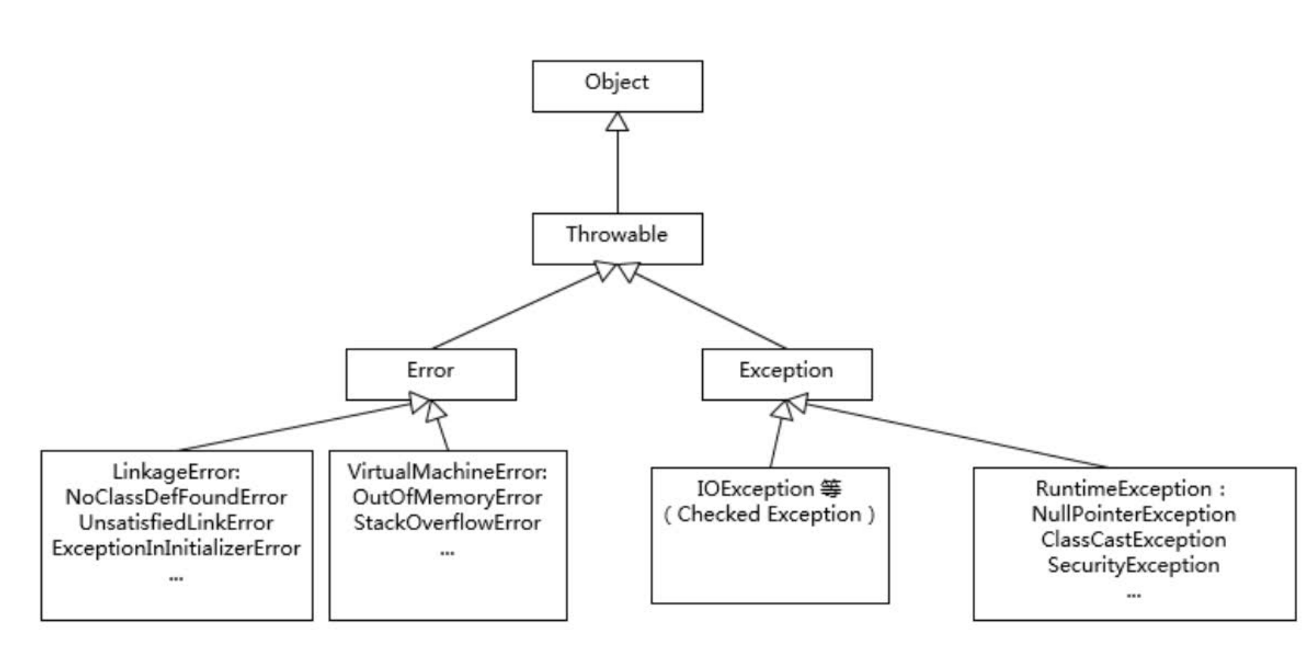 Object
Throwable
Error
Exception
LinkageError:
NoClassDefFoundError
UnsatisfiedLinkError
ExceptionInInitializerError
...
VirtualMachineError:
OutOfMemoryError
StackOverflowError
...
IOException 等
( Checked Exception )
RuntimeException：
NullPointerException
ClassCastException
SecurityException
...